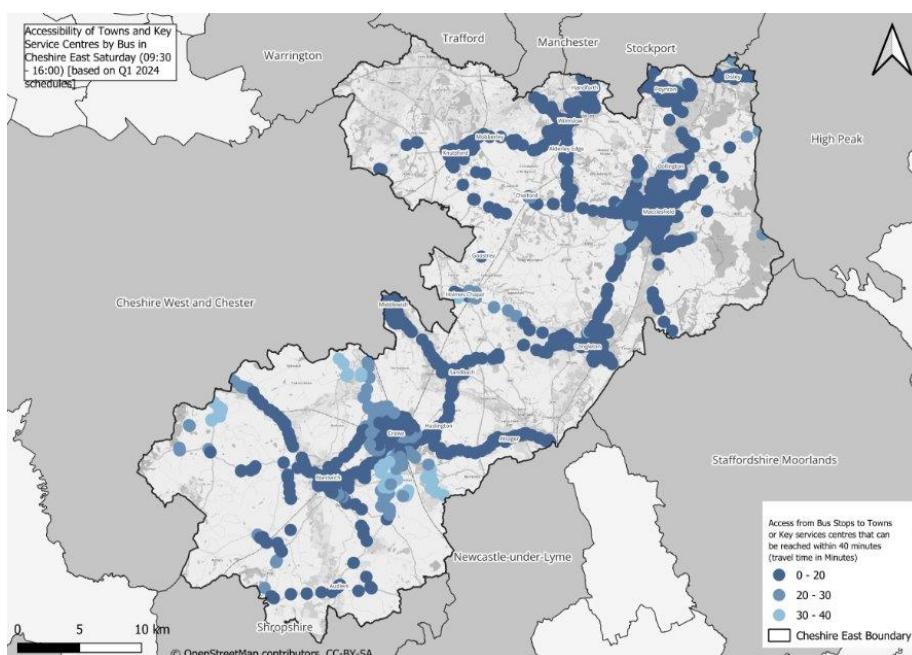 Accessibility of Towns and Key
Service Centres by Bus in
Cheshire East Saturday (09:30
- 16:00) [based on Q1 2024
schedules]
Trafford
Manchester
Stockport
Warrington
Disley
Poynton
Handforth
Wilmslow
Mobberley
High Peak
Alderley Edge
Knutsford
Bollington
Chelford
Macclesfield
Goostrey
Holmes Chapel
Cheshire West and Chester
Middlewich
Congleton
Sandbach
Haslington
Crewe
Alsager
Staffordshire Moorlands
Nantwich
Newcastle-under-Lyme
Audlem
Shropshire
Access from Bus Stops to Towns
or Key services centres that can
be reached within 40 minutes
(travel time in Minutes)
0 - 20
20 - 30
30 - 40
Cheshire East Boundary
0 5 10 km
© OpenStreetMap contributors, CC-BY-SA